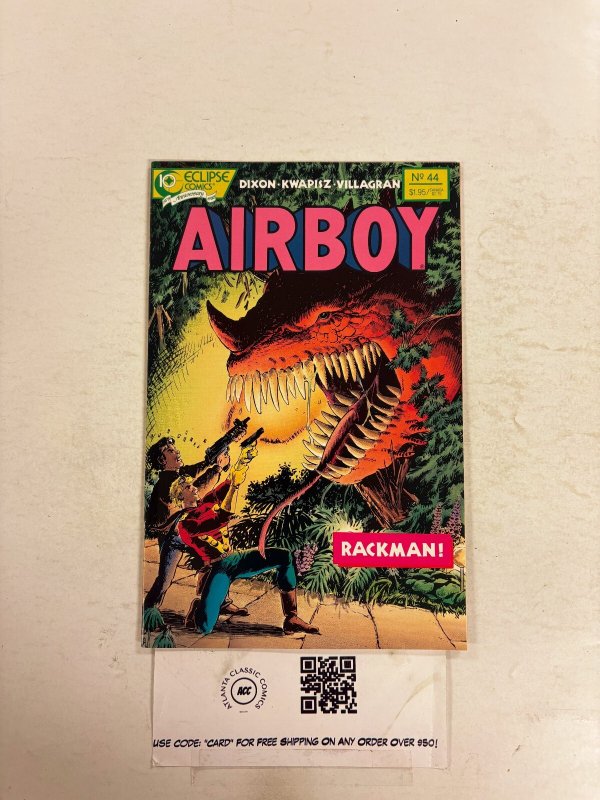 10 ECLIPSE COMICS
Anniversary
DIXON · KWAPISZ · VILLAGRAN
Nº 44
$1.95
AIRBOY
RACKMAN!
ATLANTA CLASSIC COMICS
ACC
USE CODE: "CARD" FOR FREE SHIPPING ON ANY ORDER OVER $50!